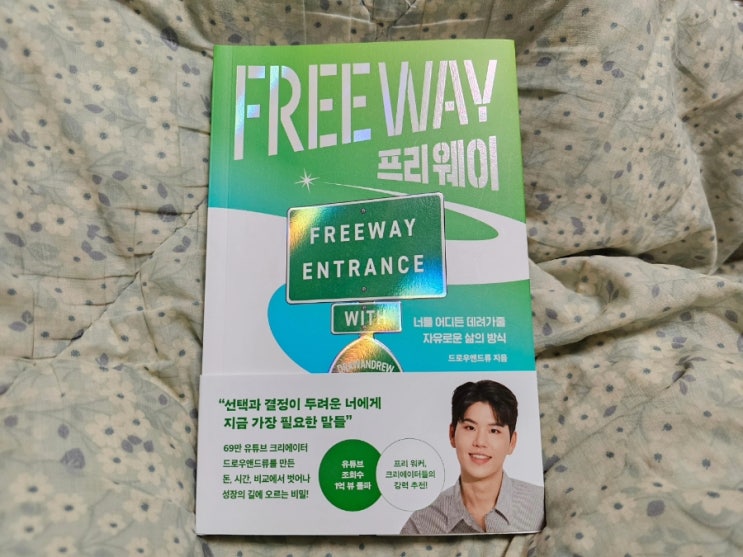 FREE WAY
프리웨이
FREEWAY
ENTRANCE
WITH
DRAWANDREW
너를 어디든 데려가줄
자유로운 삶의 방식
드로우앤드류 지음
“선택과 결정이 두려운 너에게
지금 가장 필요한 말들”
69만 유튜브 크리에이터
드로우앤드류를 만든
돈, 시간, 비교에서 벗어나
성장의 길에 오르는 비밀!
유튜브
조회수
1억 뷰 돌파
프리 워커,
크리에이터들의
강력 추천!